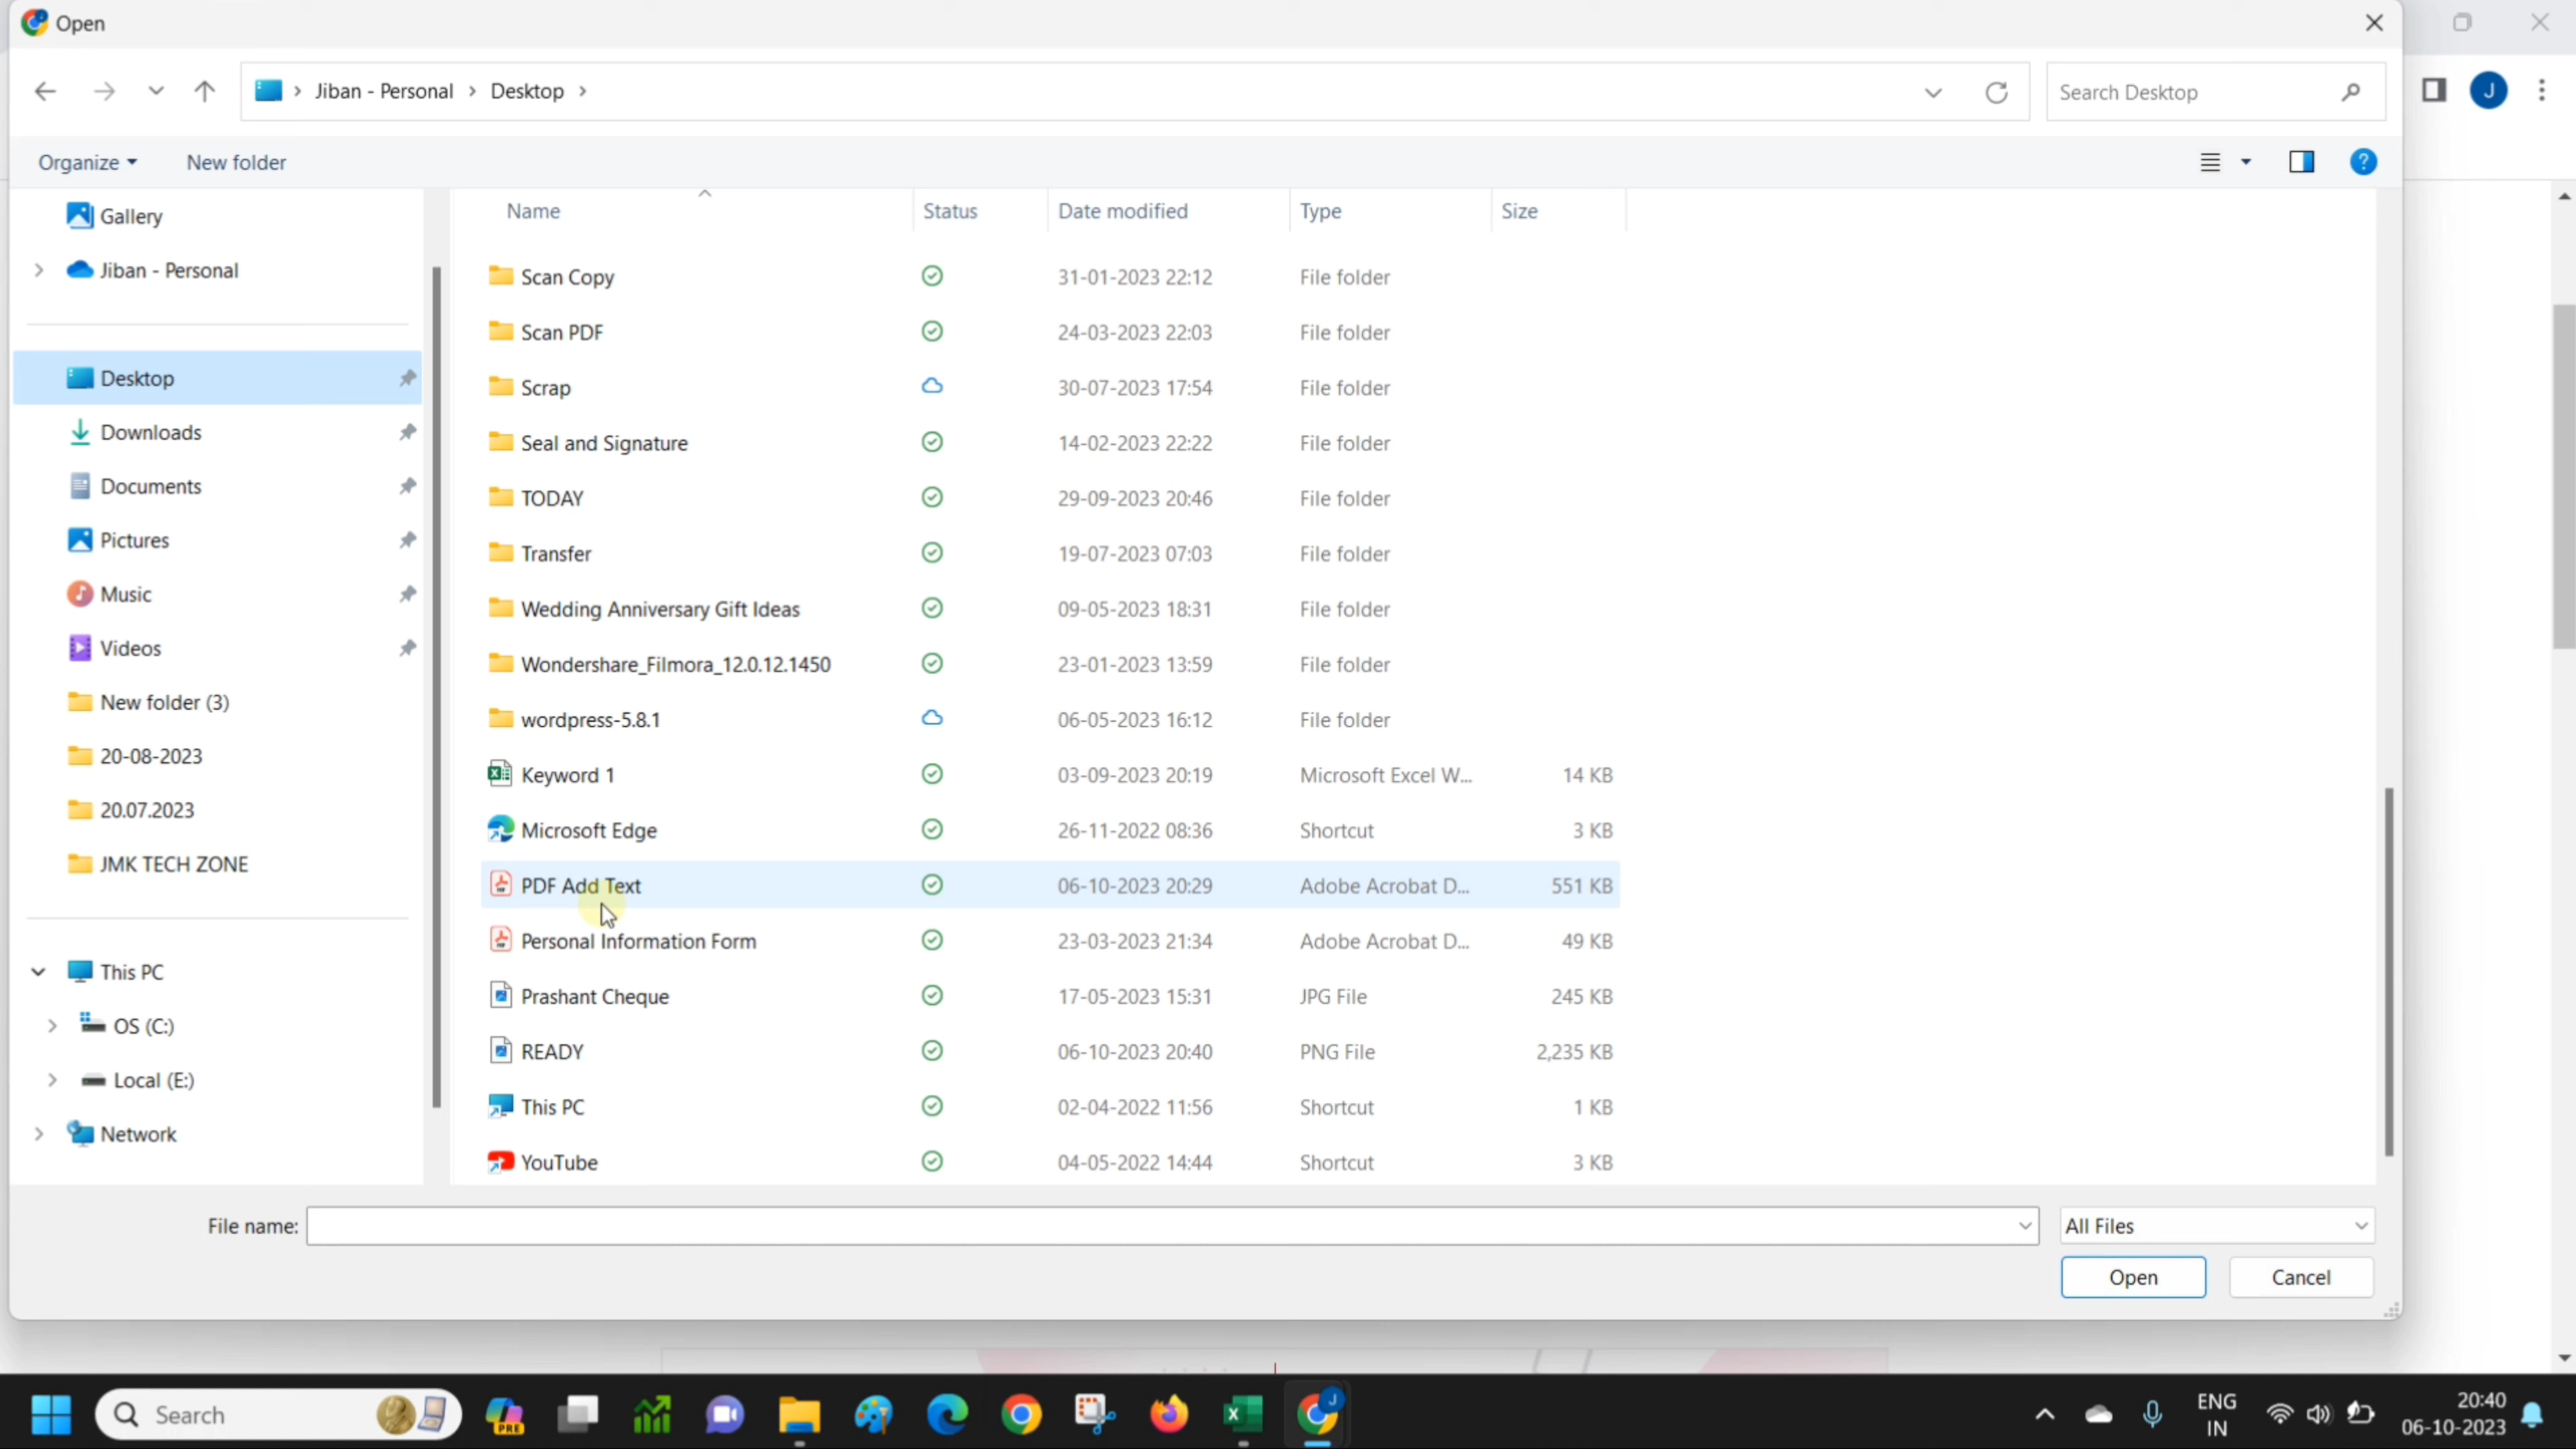 Open
Jiban - Personal > Desktop >
Search Desktop
J
Organize
New folder
Name Status Date modified Type Size
Gallery
Jiban - Personal
Desktop
Downloads
Documents
Pictures
Music
Videos
New folder (3)
20-08-2023
20.07.2023
JMK TECH ZONE
This PC
OS (C:)
Local (E:)
Network
Scan Copy 31-01-2023 22:12 File folder
Scan PDF 24-03-2023 22:03 File folder
Scrap 30-07-2023 17:54 File folder
Seal and Signature 14-02-2023 22:22 File folder
TODAY 29-09-2023 20:46 File folder
Transfer 19-07-2023 07:03 File folder
Wedding Anniversary Gift Ideas 09-05-2023 18:31 File folder
Wondershare_Filmora_12.0.12.1450 23-01-2023 13:59 File folder
wordpress-5.8.1 06-05-2023 16:12 File folder
Keyword 1 03-09-2023 20:19 Microsoft Excel W... 14 KB
Microsoft Edge 26-11-2022 08:36 Shortcut 3 KB
PDF Add Text 06-10-2023 20:29 Adobe Acrobat D... 551 KB
Personal Information Form 23-03-2023 21:34 Adobe Acrobat D... 49 KB
Prashant Cheque 17-05-2023 15:31 JPG File 245 KB
READY 06-10-2023 20:40 PNG File 2,235 KB
This PC 02-04-2022 11:56 Shortcut 1 KB
YouTube 04-05-2022 14:44 Shortcut 3 KB
File name:
All Files
Open
Cancel
Search
PRE
J
ENG
IN
20:40
06-10-2023